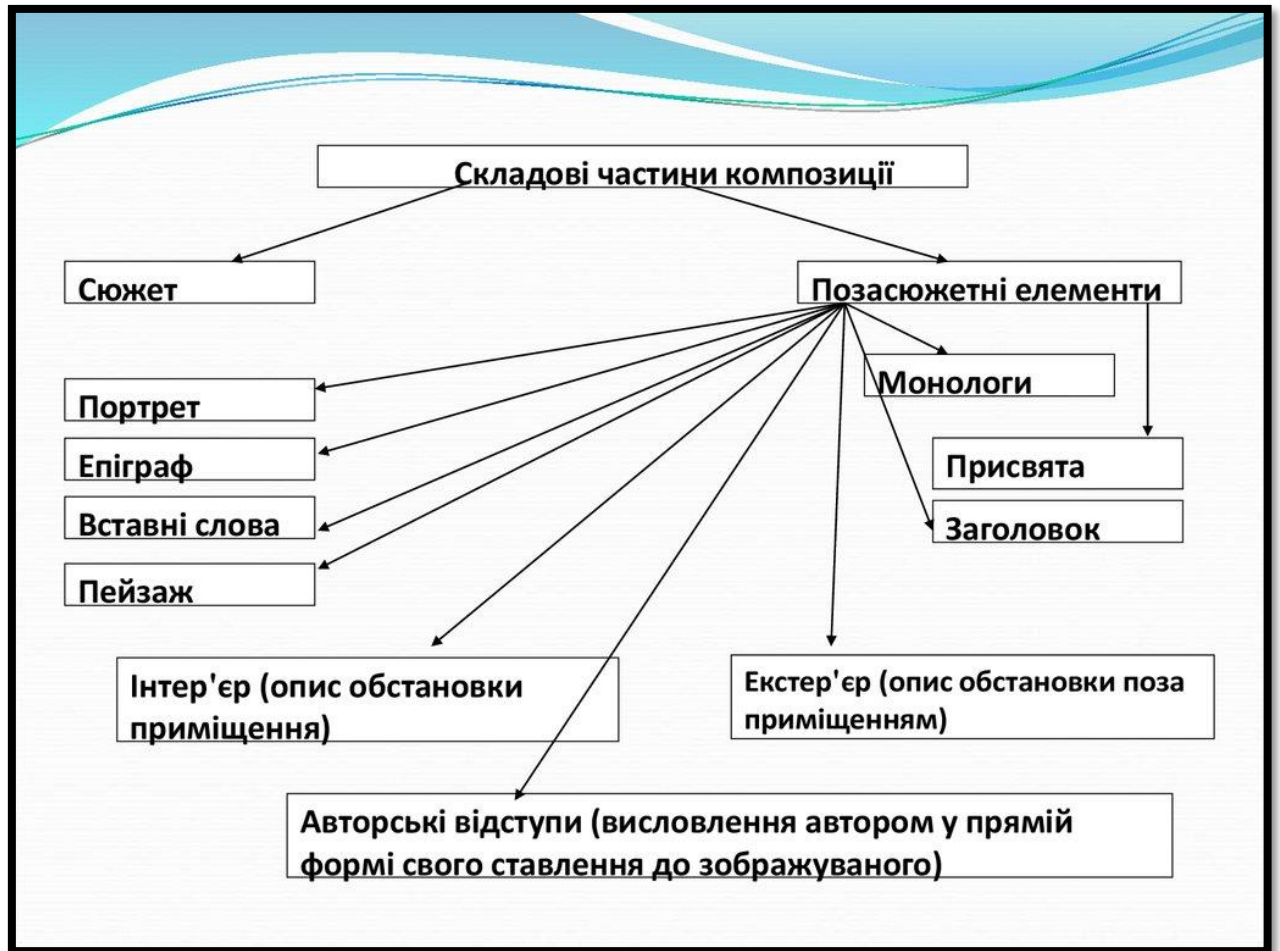 Складові частини композиції
Сюжет
Позасюжетні елементи
Монологи
Портрет
Епіграф
Присвята
Вставні слова
Заголовок
Пейзаж
Інтер'єр (опис обстановки
приміщення)
Екстер'єр (опис обстановки поза
приміщенням)
Авторські відступи (висловлення автором у прямій
формі свого ставлення до зображуваного)